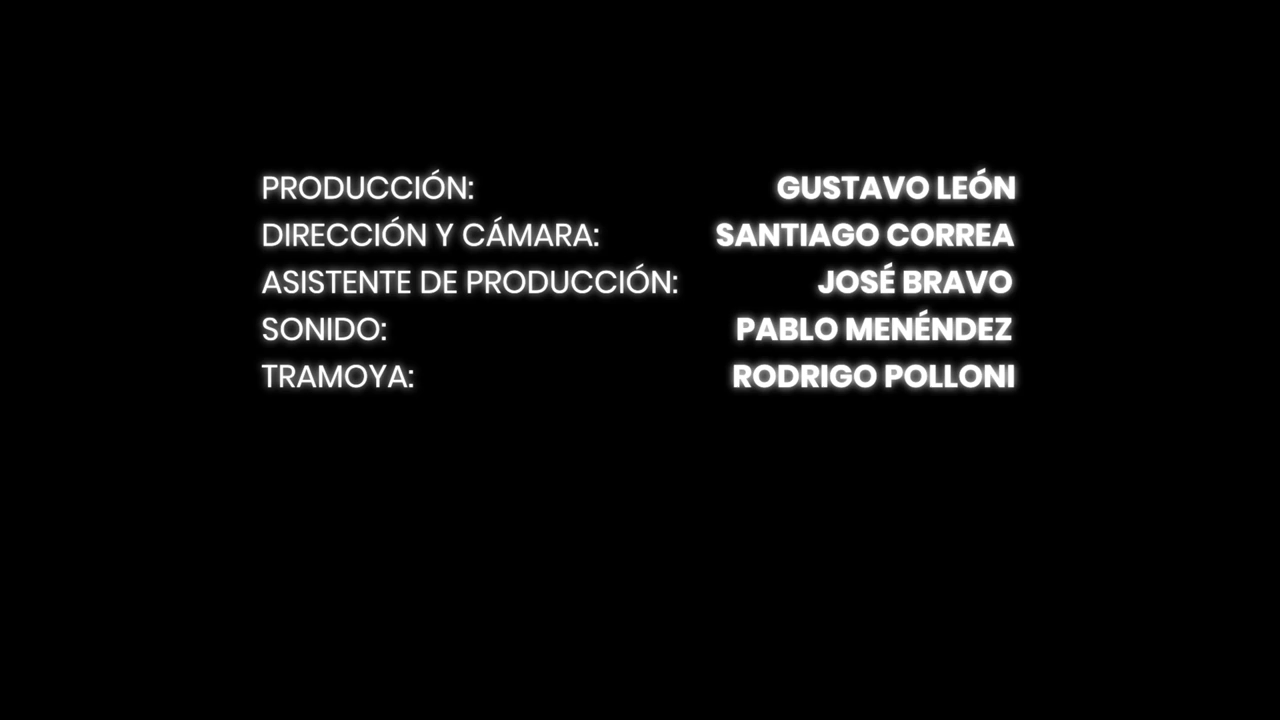 PRODUCCIÓN: GUSTAVO LEÓN
DIRECCIÓN Y CÁMARA: SANTIAGO CORREA
ASISTENTE DE PRODUCCIÓN: JOSÉ BRAVO
SONIDO: PABLO MENÉNDEZ
TRAMOYA: RODRIGO POLLONI